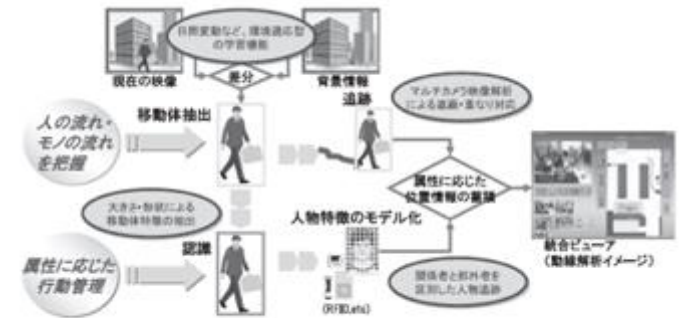 日間変動など、環境適応型
の学習機能
現在の映像
差分
背景情報
追跡
マルチカメラ映像解析
による遮蔽・重なり対応
移動体抽出
人の流れ・
モノの流れ
を把握
属性に応じた
位置情報の蓄積
大きさ・形状による
移動体特徴の抽出
人物特徴のモデル化
認識
統合ビューア
(動線解析イメージ)
属性に応じた
行動管理
関係者と部外者を
区別した人物追跡
(RFID,etc)